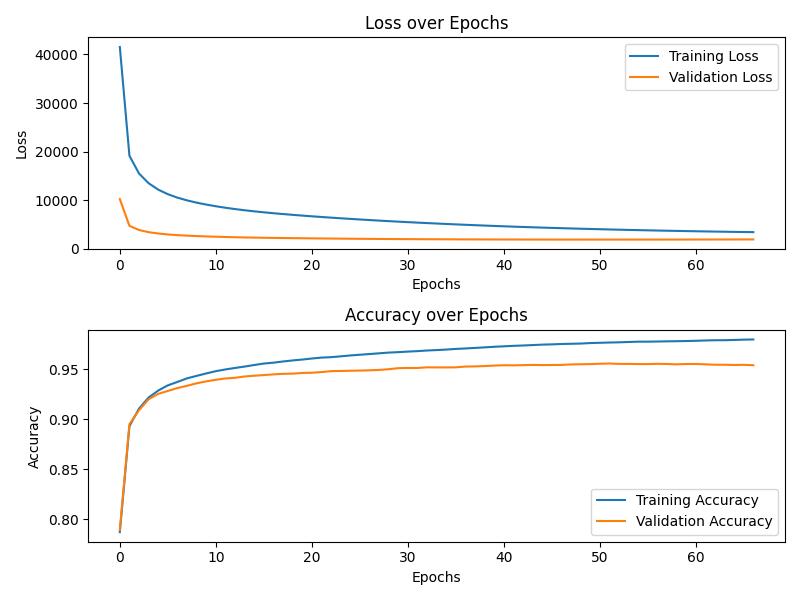 Loss over Epochs
40000
30000
20000
10000
0
Loss
Training Loss
Validation Loss
0 10 20 30 40 50 60
Epochs
Accuracy over Epochs
0.95
0.90
0.85
0.80
Accuracy
Training Accuracy
Validation Accuracy
0 10 20 30 40 50 60
Epochs